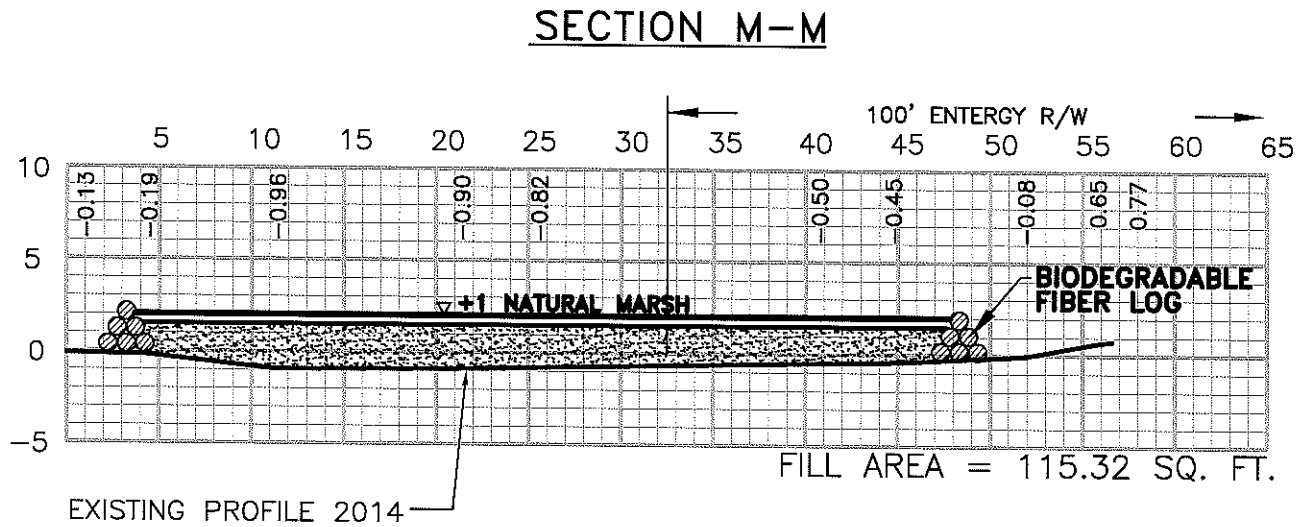 SECTION M-M
100' ENTERGY R/W
5 10 15 20 25 30 35 40 45 50 55 60 65
10
-0.13 -0.19 -0.96 -0.90 -0.82 -0.50 -0.45 -0.08 0.65 0.77
5
BIODEGRADABLE
FIBER LOG
+1 NATURAL MARSH
0
-5
FILL AREA = 115.32 SQ. FT.
EXISTING PROFILE 2014